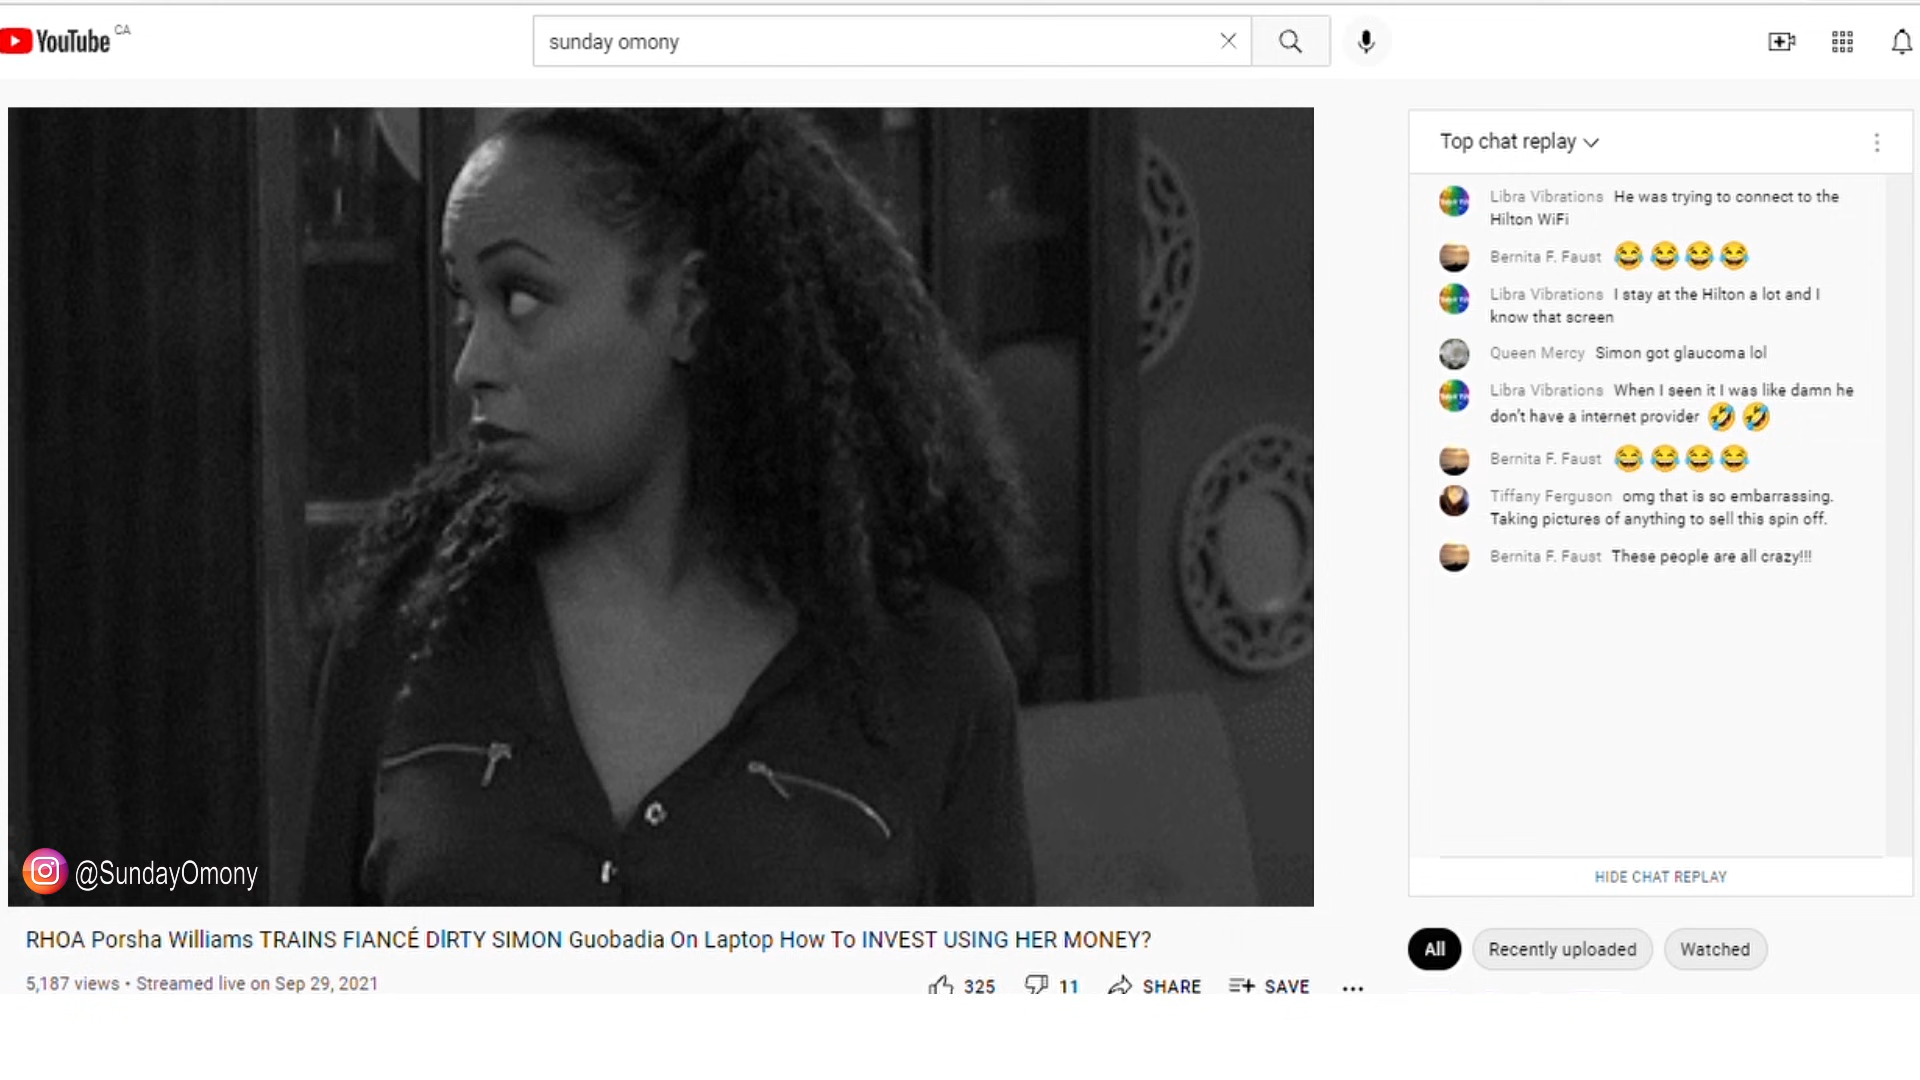 YouTube CA
sunday omony
Top chat replay
Libra Vibrations He was trying to connect to the
Hilton WiFi
Bernita F. Faust 😂😂😂😂
Libra Vibrations I stay at the Hilton a lot and I
know that screen
Queen Mercy Simon got glaucoma lol
Libra Vibrations When I seen it I was like damn he
don't have a internet provider 🤣🤣
Bernita F. Faust 😂😂😂😂
Tiffany Ferguson omg that is so embarrassing.
Taking pictures of anything to sell this spin off.
Bernita F. Faust These people are all crazy!!!
HIDE CHAT REPLAY
@SundayOmony
RHOA Porsha Williams TRAINS FIANCÉ DIRTY SIMON Guobadia On Laptop How To INVEST USING HER MONEY?
5,187 views • Streamed live on Sep 29, 2021
325 11 SHARE SAVE
All Recently uploaded Watched